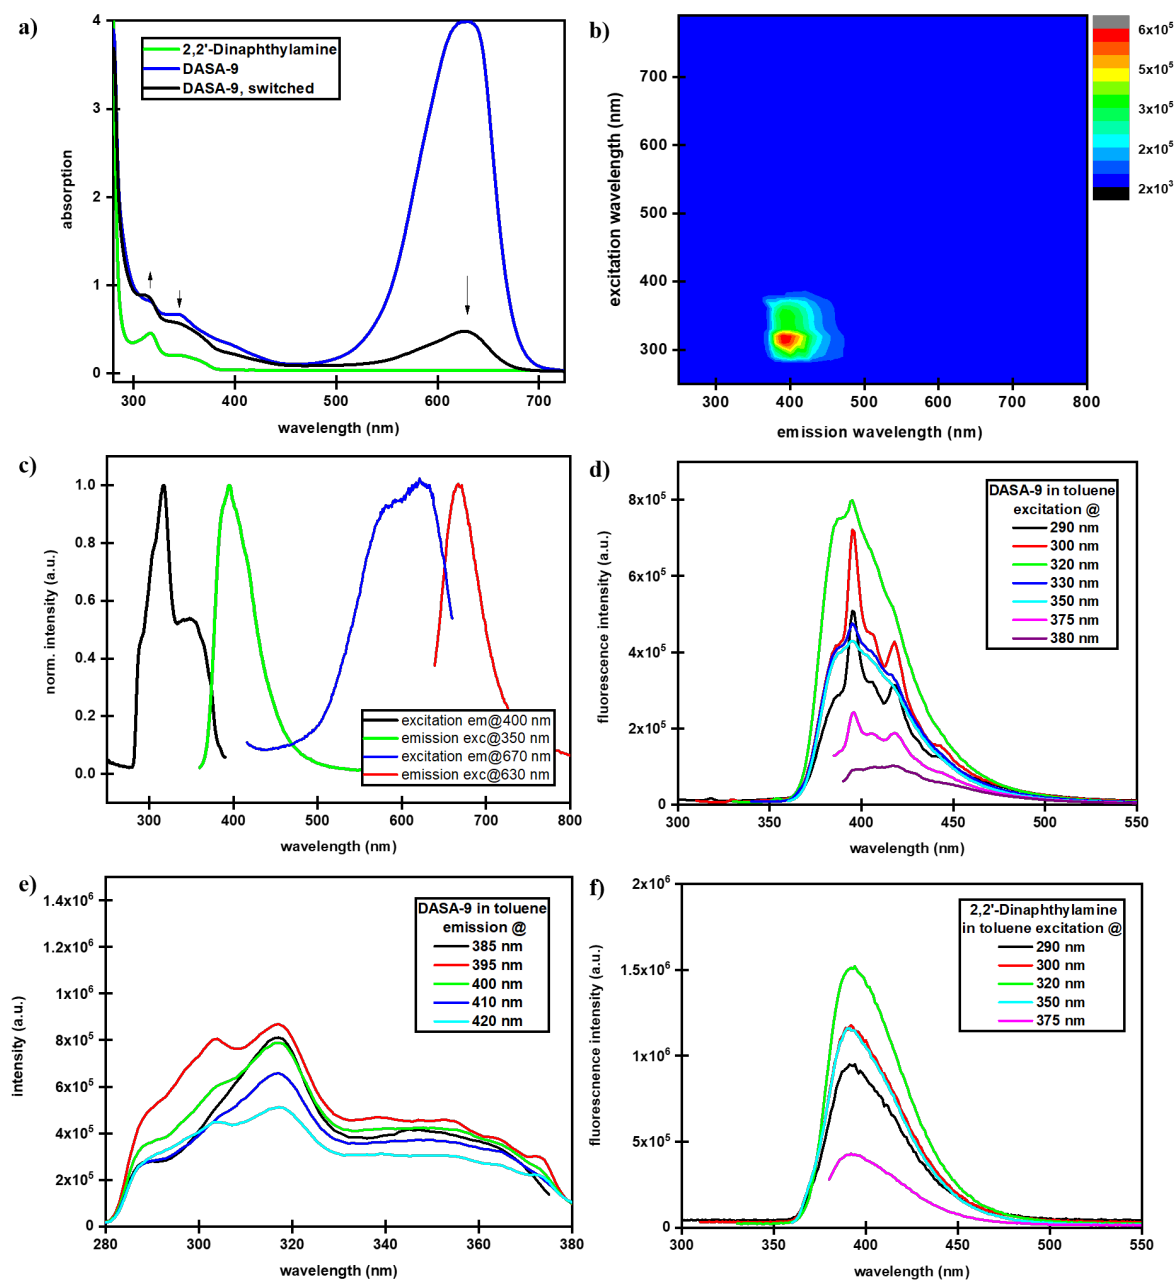 a)
4
3
2
1
0
300
400
500
600
700
absorption
wavelength (nm)
2,2'-Dinaphthylamine
DASA-9
DASA-9, switched
b)
700
600
500
400
300
300
400
500
600
700
800
excitation wavelength (nm)
emission wavelength (nm)
6x10⁵
5x10⁵
3x10⁵
2x10⁵
2x10³
c)
1.0
0.8
0.6
0.4
0.2
0.0
300
400
500
600
700
800
norm. intensity (a.u.)
wavelength (nm)
excitation em@400 nm
emission exc@350 nm
excitation em@670 nm
emission exc@630 nm
d)
8x10⁵
6x10⁵
4x10⁵
2x10⁵
0
300
350
400
450
500
550
fluorescence intensity (a.u.)
wavelength (nm)
DASA-9 in toluene
excitation @
290 nm
300 nm
320 nm
330 nm
350 nm
375 nm
380 nm
e)
1.4x10⁶
1.2x10⁶
1x10⁶
8x10⁵
6x10⁵
4x10⁵
2x10⁵
0
280
300
320
340
360
380
intensity (a.u.)
wavelength (nm)
DASA-9 in toluene
emission @
385 nm
395 nm
400 nm
410 nm
420 nm
f)
2x10⁶
1.5x10⁶
1x10⁶
5x10⁵
0
300
350
400
450
500
550
fluorescnence intensity (a.u.)
wavelength (nm)
2,2'-Dinaphthylamine
in toluene excitation @
290 nm
300 nm
320 nm
350 nm
375 nm